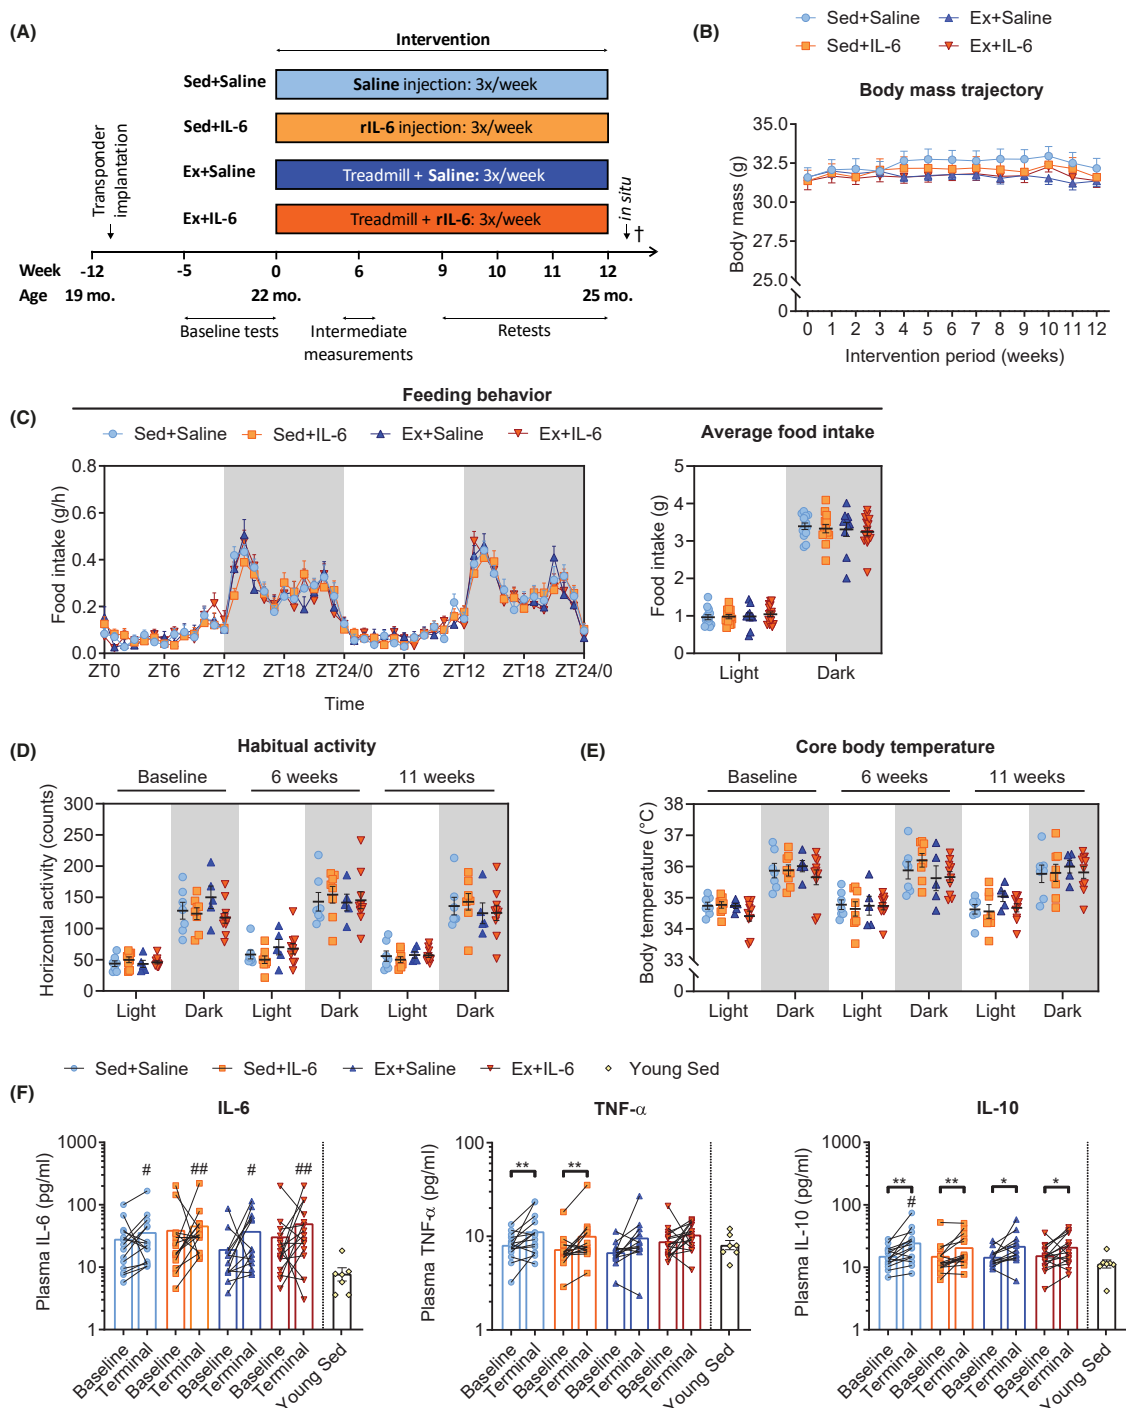 (A)
Intervention
Sed+Saline
Saline injection: 3x/week
Sed+IL-6
rIL-6 injection: 3x/week
Ex+Saline
Treadmill + Saline: 3x/week
Ex+IL-6
Treadmill + rIL-6: 3x/week
Transponder
implantation
in situ
†
Week -12 -5 0 6 9 10 11 12
Age 19 mo. 22 mo. 25 mo.
Baseline tests Intermediate measurements Retests
(B)
Sed+Saline Ex+Saline
Sed+IL-6 Ex+IL-6
Body mass trajectory
Body mass (g)
35.0
32.5
30.0
27.5
25.0
0
0 1 2 3 4 5 6 7 8 9 10 11 12
Intervention period (weeks)
(C)
Feeding behavior
Sed+Saline Sed+IL-6 Ex+Saline Ex+IL-6
Food intake (g/h)
0.8
0.6
0.4
0.2
0.0
ZT0 ZT6 ZT12 ZT18 ZT24/0 ZT6 ZT12 ZT18 ZT24/0
Time
Average food intake
Food intake (g)
5
4
3
2
1
0
Light Dark
(D)
Habitual activity
Baseline 6 weeks 11 weeks
Horizontal activity (counts)
300
250
200
150
100
50
0
Light Dark Light Dark Light Dark
(E)
Core body temperature
Baseline 6 weeks 11 weeks
Body temperature (°C)
38
37
36
35
34
33
0
Light Dark Light Dark Light Dark
Sed+Saline Sed+IL-6 Ex+Saline Ex+IL-6 Young Sed
(F)
IL-6
Plasma IL-6 (pg/ml)
1000
100
10
1
# ## # ##
Baseline Terminal Baseline Terminal Baseline Terminal Baseline Terminal Young Sed
TNF-α
Plasma TNF-α (pg/ml)
100
10
1
** **
Baseline Terminal Baseline Terminal Baseline Terminal Baseline Terminal Young Sed
IL-10
Plasma IL-10 (pg/ml)
1000
100
10
1
** ** * *
#
Baseline Terminal Baseline Terminal Baseline Terminal Baseline Terminal Young Sed